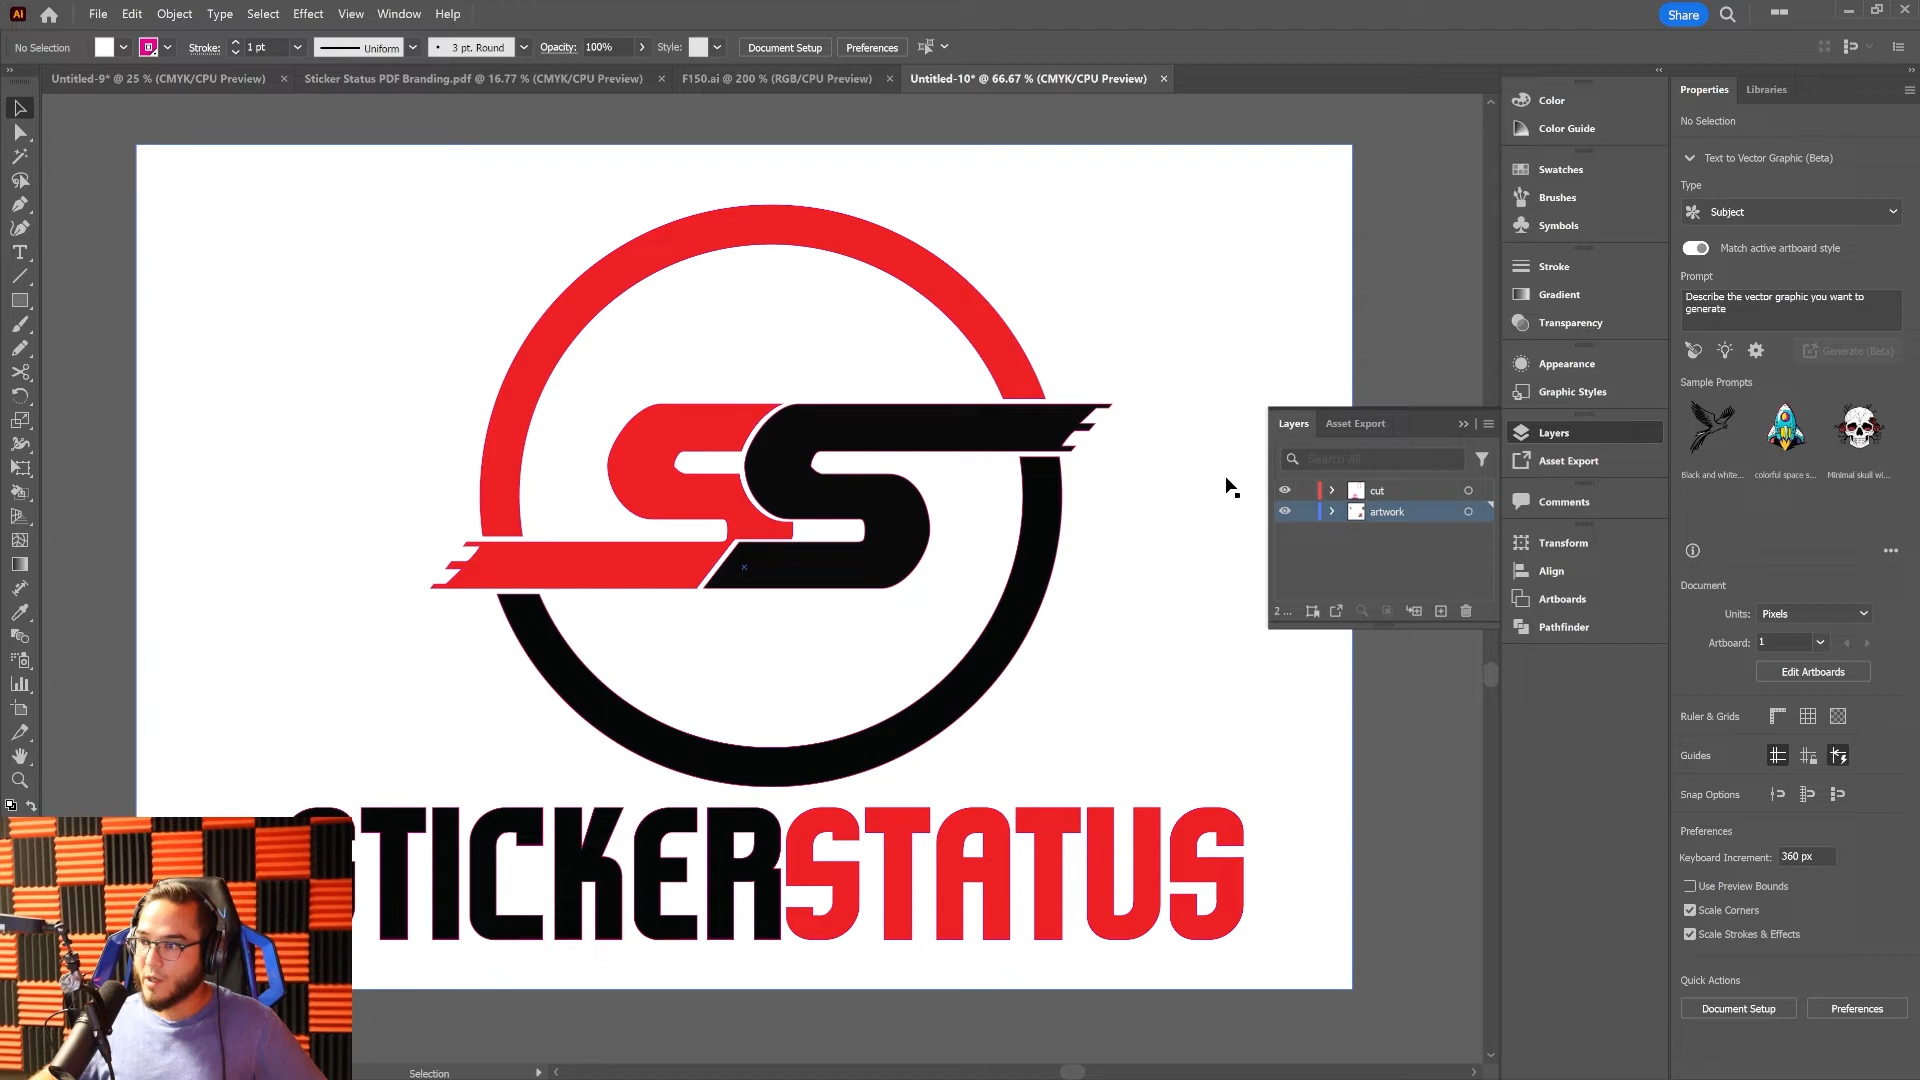 Ai File Edit Object Type Select Effect View Window Help Share
No Selection Stroke: 1 pt Uniform 3 pt. Round Opacity: 100% Style: Document Setup Preferences
Untitled-9* @ 25 % (CMYK/CPU Preview) Sticker Status PDF Branding.pdf @ 16.77 % (CMYK/CPU Preview) F150.ai @ 200 % (RGB/CPU Preview) Untitled-10* @ 66.67 % (CMYK/CPU Preview)
SS
STICKERSTATUS
Layers Asset Export
Search All
cut
artwork
2 ...
Selection
Color
Color Guide
Swatches
Brushes
Symbols
Stroke
Gradient
Transparency
Appearance
Graphic Styles
Layers
Asset Export
Comments
Transform
Align
Artboards
Pathfinder
Properties Libraries
No Selection
Text to Vector Graphic (Beta)
Type
Subject
Match active artboard style
Prompt
Describe the vector graphic you want to
generate
Generate (Beta)
Sample Prompts
Black and white... colorful space s... Minimal skull wi...
Document
Units: Pixels
Artboard: 1
Edit Artboards
Ruler & Grids
Guides
Snap Options
Preferences
Keyboard Increment: 360 px
Use Preview Bounds
Scale Corners
Scale Strokes & Effects
Quick Actions
Document Setup Preferences